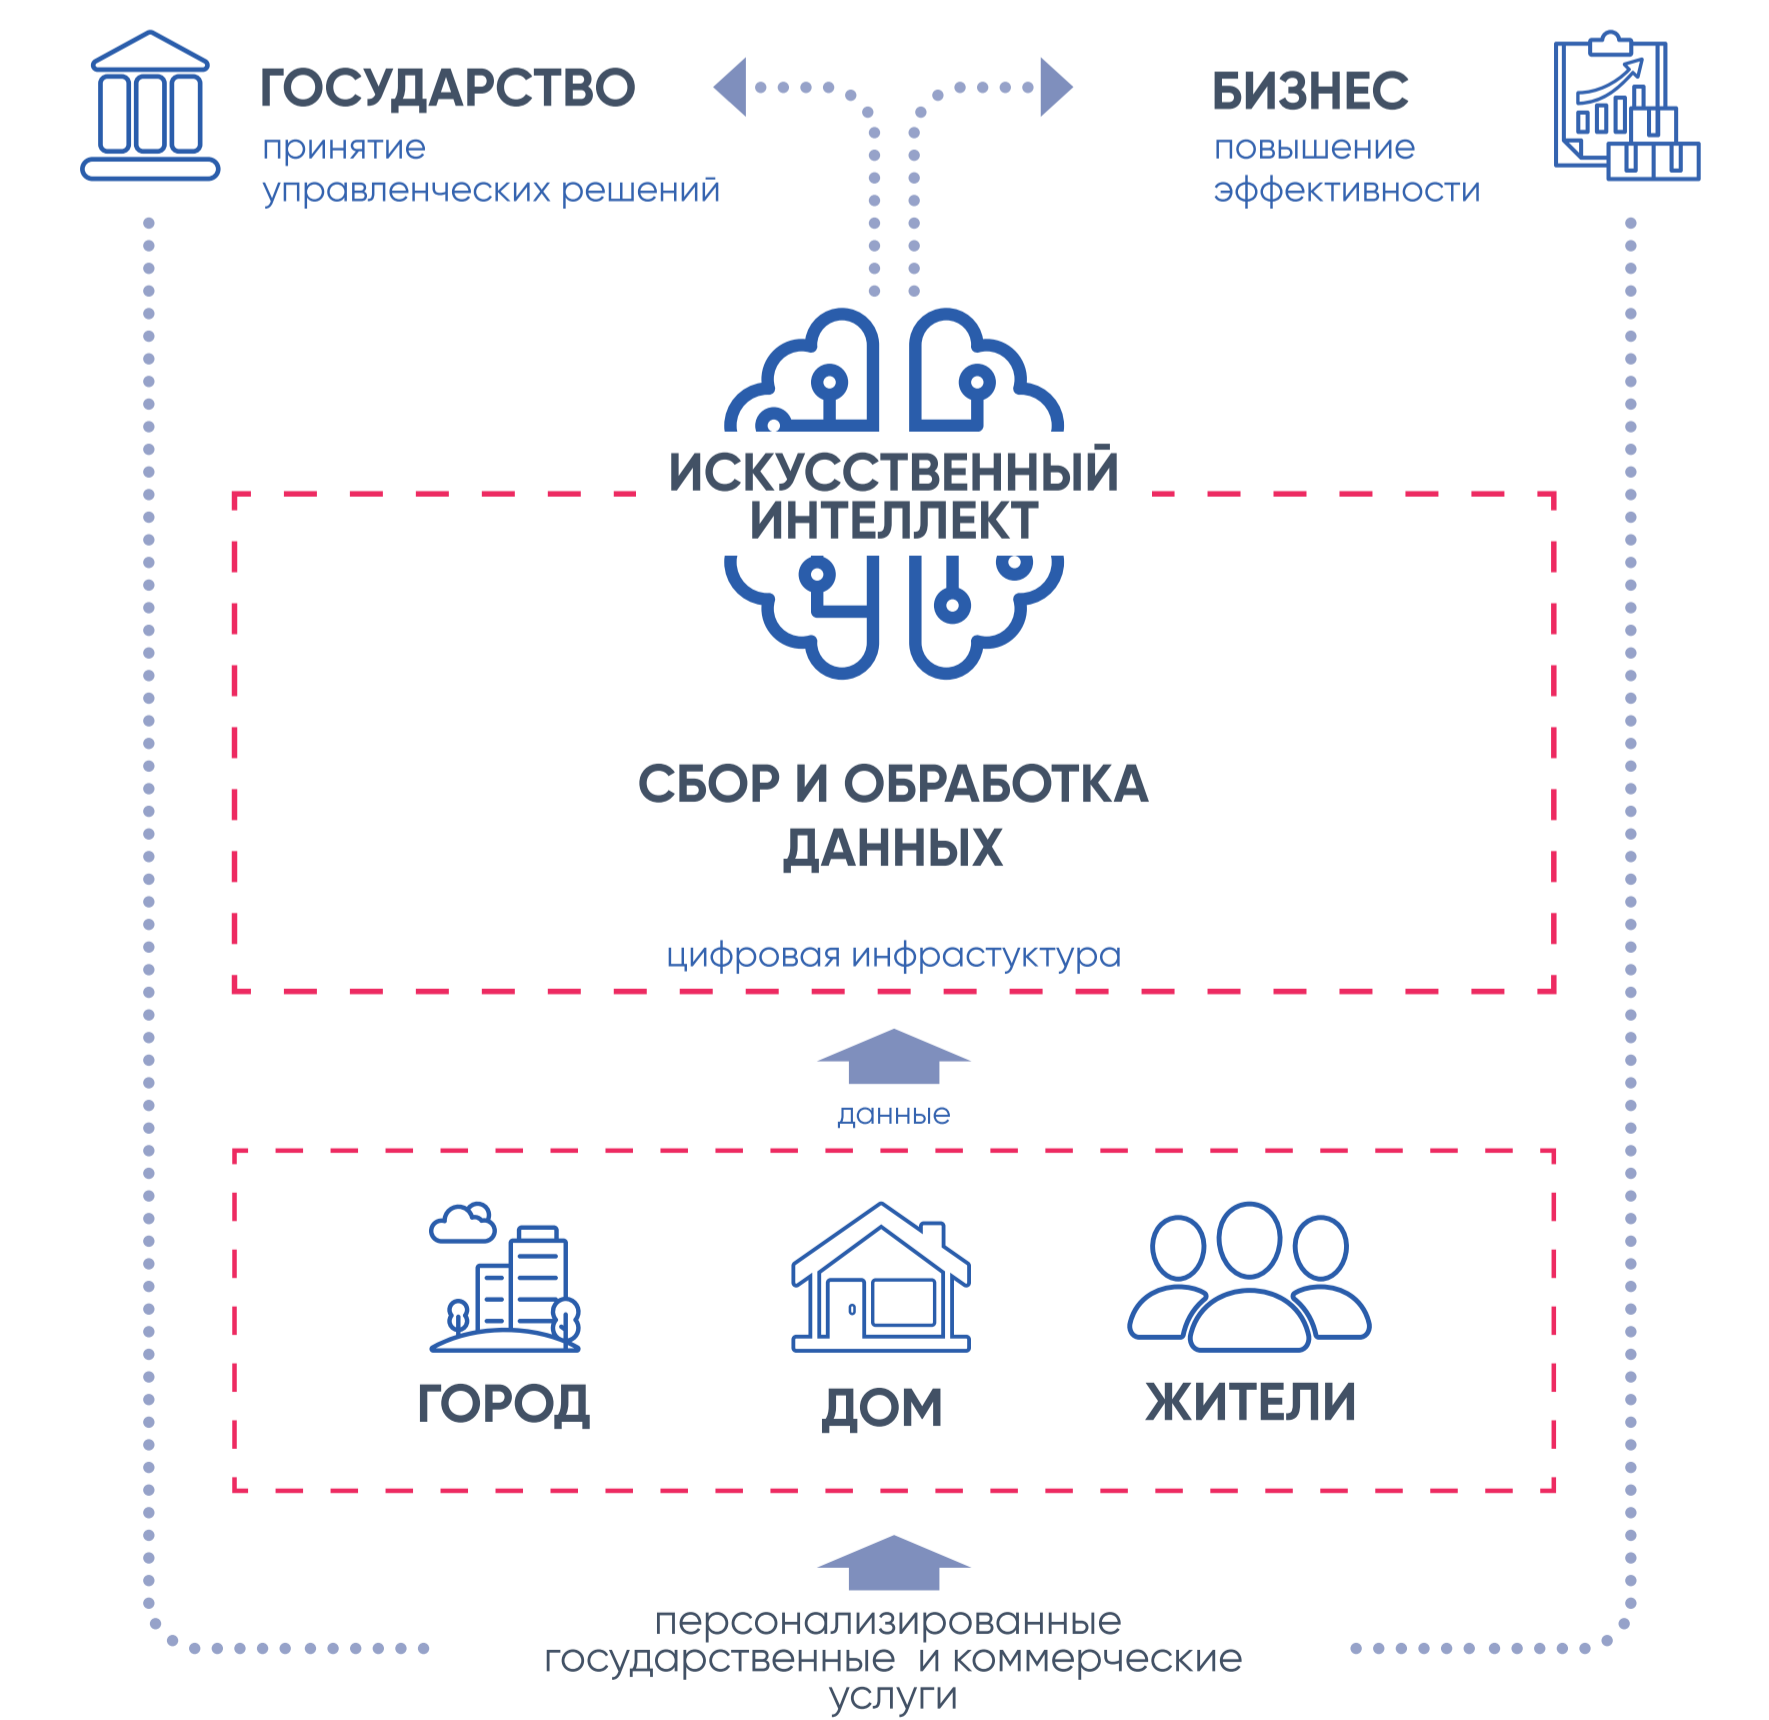 ГОСУДАРСТВО
принятие
управленческих решений
БИЗНЕС
повышение
эффективности
ИСКУССТВЕННЫЙ
ИНТЕЛЛЕКТ
СБОР И ОБРАБОТКА
ДАННЫХ
цифровая инфрастуктура
данные
ГОРОД
ДОМ
ЖИТЕЛИ
персонализированные
государственные и коммерческие
услуги